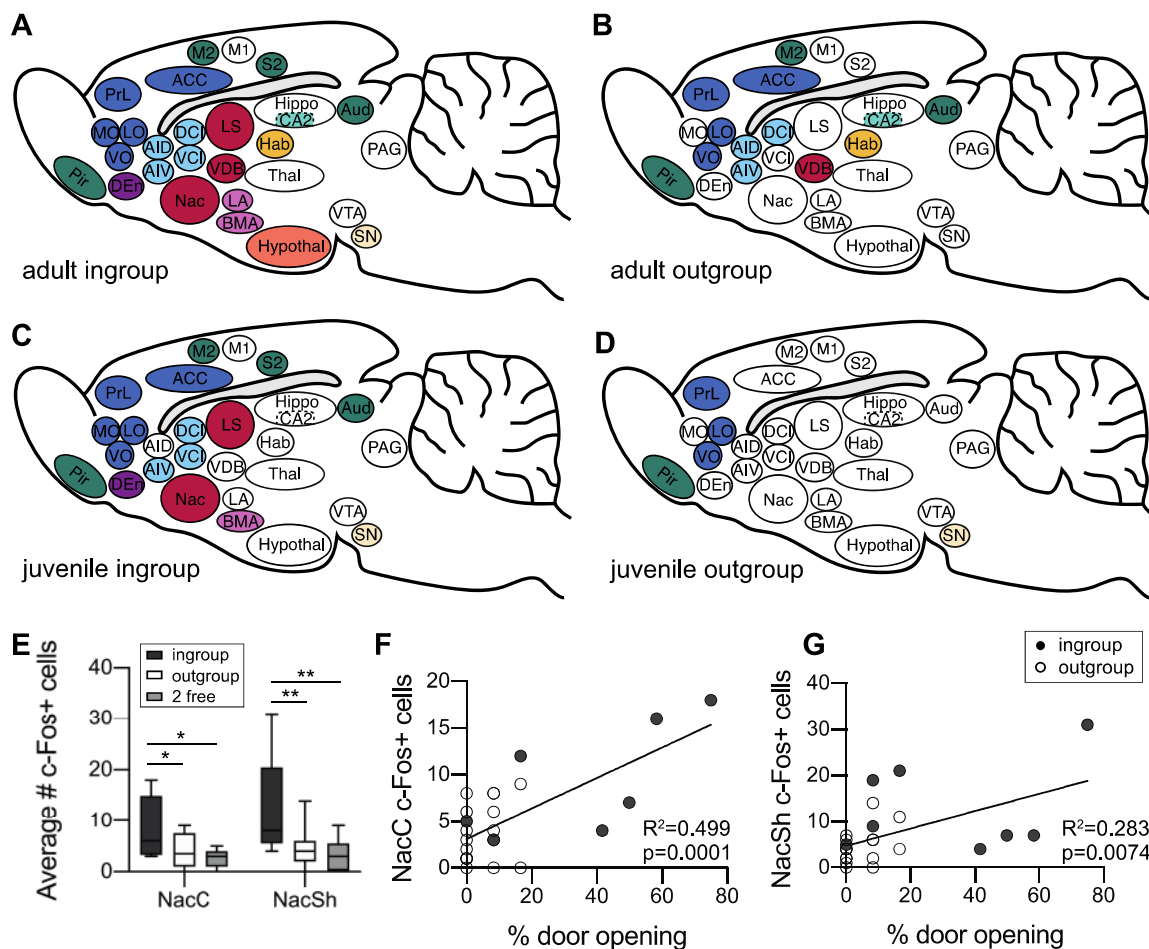 A
M2 M1 S2
ACC
PrL
Hippo
CA2
Aud
MO LO
DCI
LS
VO
AID
VCI
Hab
PAG
AIV
DEn
VDB
Thal
Pir
Nac
LA
BMA
VTA
SN
Hypothal
adult ingroup
B
M2 M1 S2
ACC
PrL
Hippo
CA2
Aud
MO LO
DCI
LS
VO
AID
VCI
Hab
PAG
AIV
DEn
VDB
Thal
Pir
Nac
LA
BMA
VTA
SN
Hypothal
adult outgroup
C
M2 M1 S2
ACC
PrL
Hippo
CA2
Aud
MO LO
DCI
LS
VO
AID
VCI
Hab
PAG
AIV
DEn
VDB
Thal
Pir
Nac
LA
BMA
VTA
SN
Hypothal
juvenile ingroup
D
M2 M1 S2
ACC
PrL
Hippo
CA2
Aud
MO LO
DCI
LS
VO
AID
VCI
Hab
PAG
AIV
DEn
VDB
Thal
Pir
Nac
LA
BMA
VTA
SN
Hypothal
juvenile outgroup
E
Average # c-Fos+ cells
40
30
20
10
0
ingroup
outgroup
2 free
*
*
**
**
NacC NacSh
F
NacC c-Fos+ cells
20
15
10
5
0
R²=0.499
p=0.0001
0 20 40 60 80
% door opening
G
ingroup
outgroup
NacSh c-Fos+ cells
40
30
20
10
0
R²=0.283
p=0.0074
0 20 40 60 80
% door opening